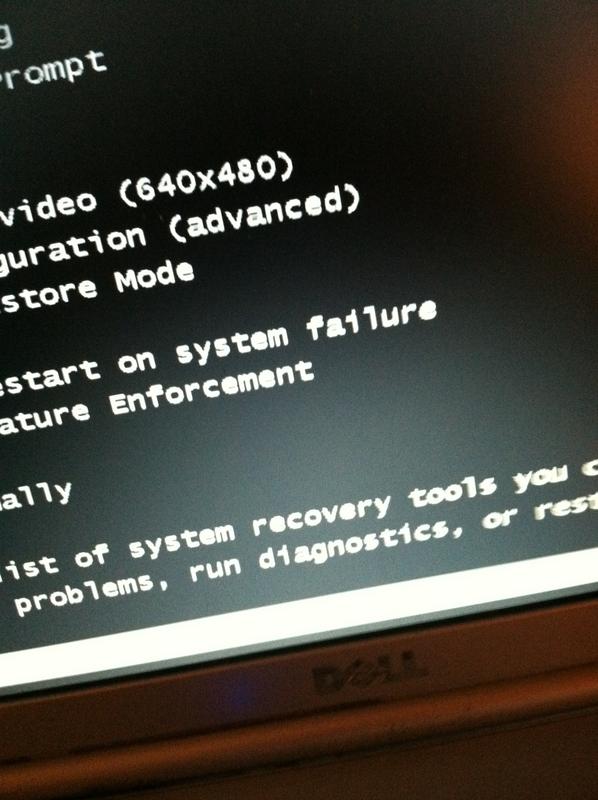 g
rompt
video (640x480)
guration (advanced)
store Mode
estart on system failure
ature Enforcement
ally
ist of system recovery tools you c
problems, run diagnostics, or rest
DELL